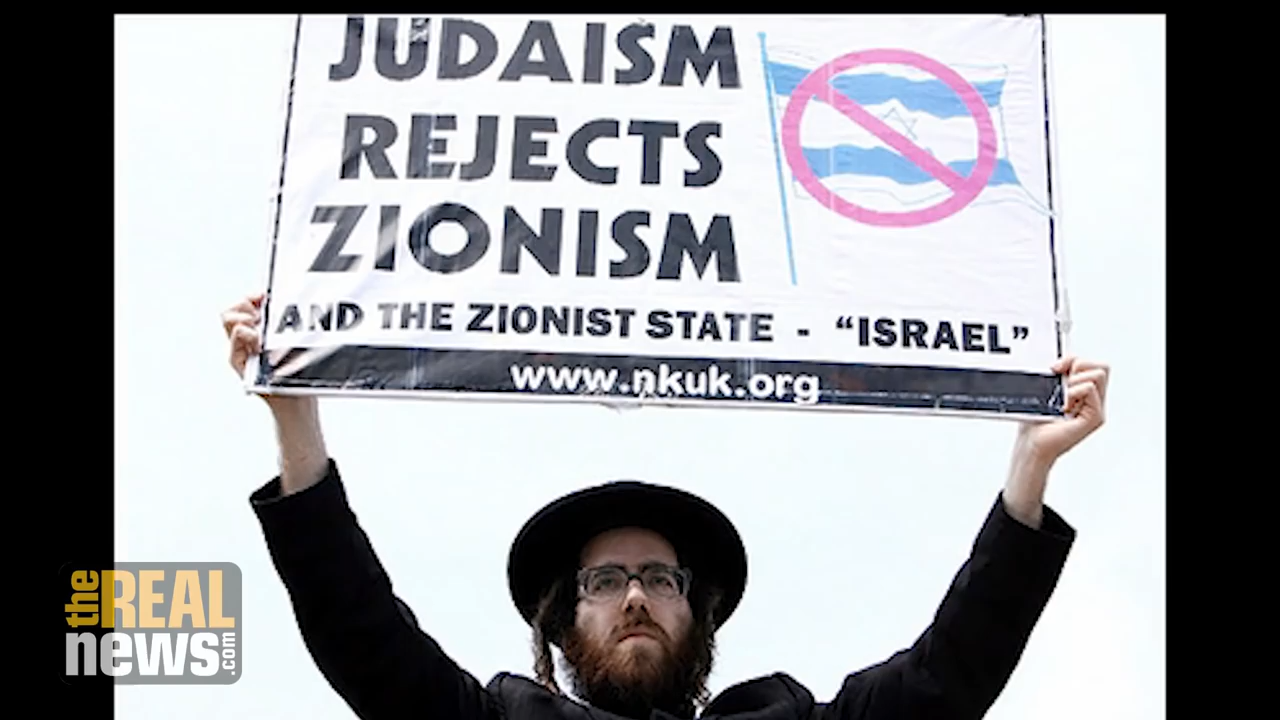 JUDAISM
REJECTS
ZIONISM
AND THE ZIONIST STATE - “ISRAEL”
www.nkuk.org
the
REAL
news.com